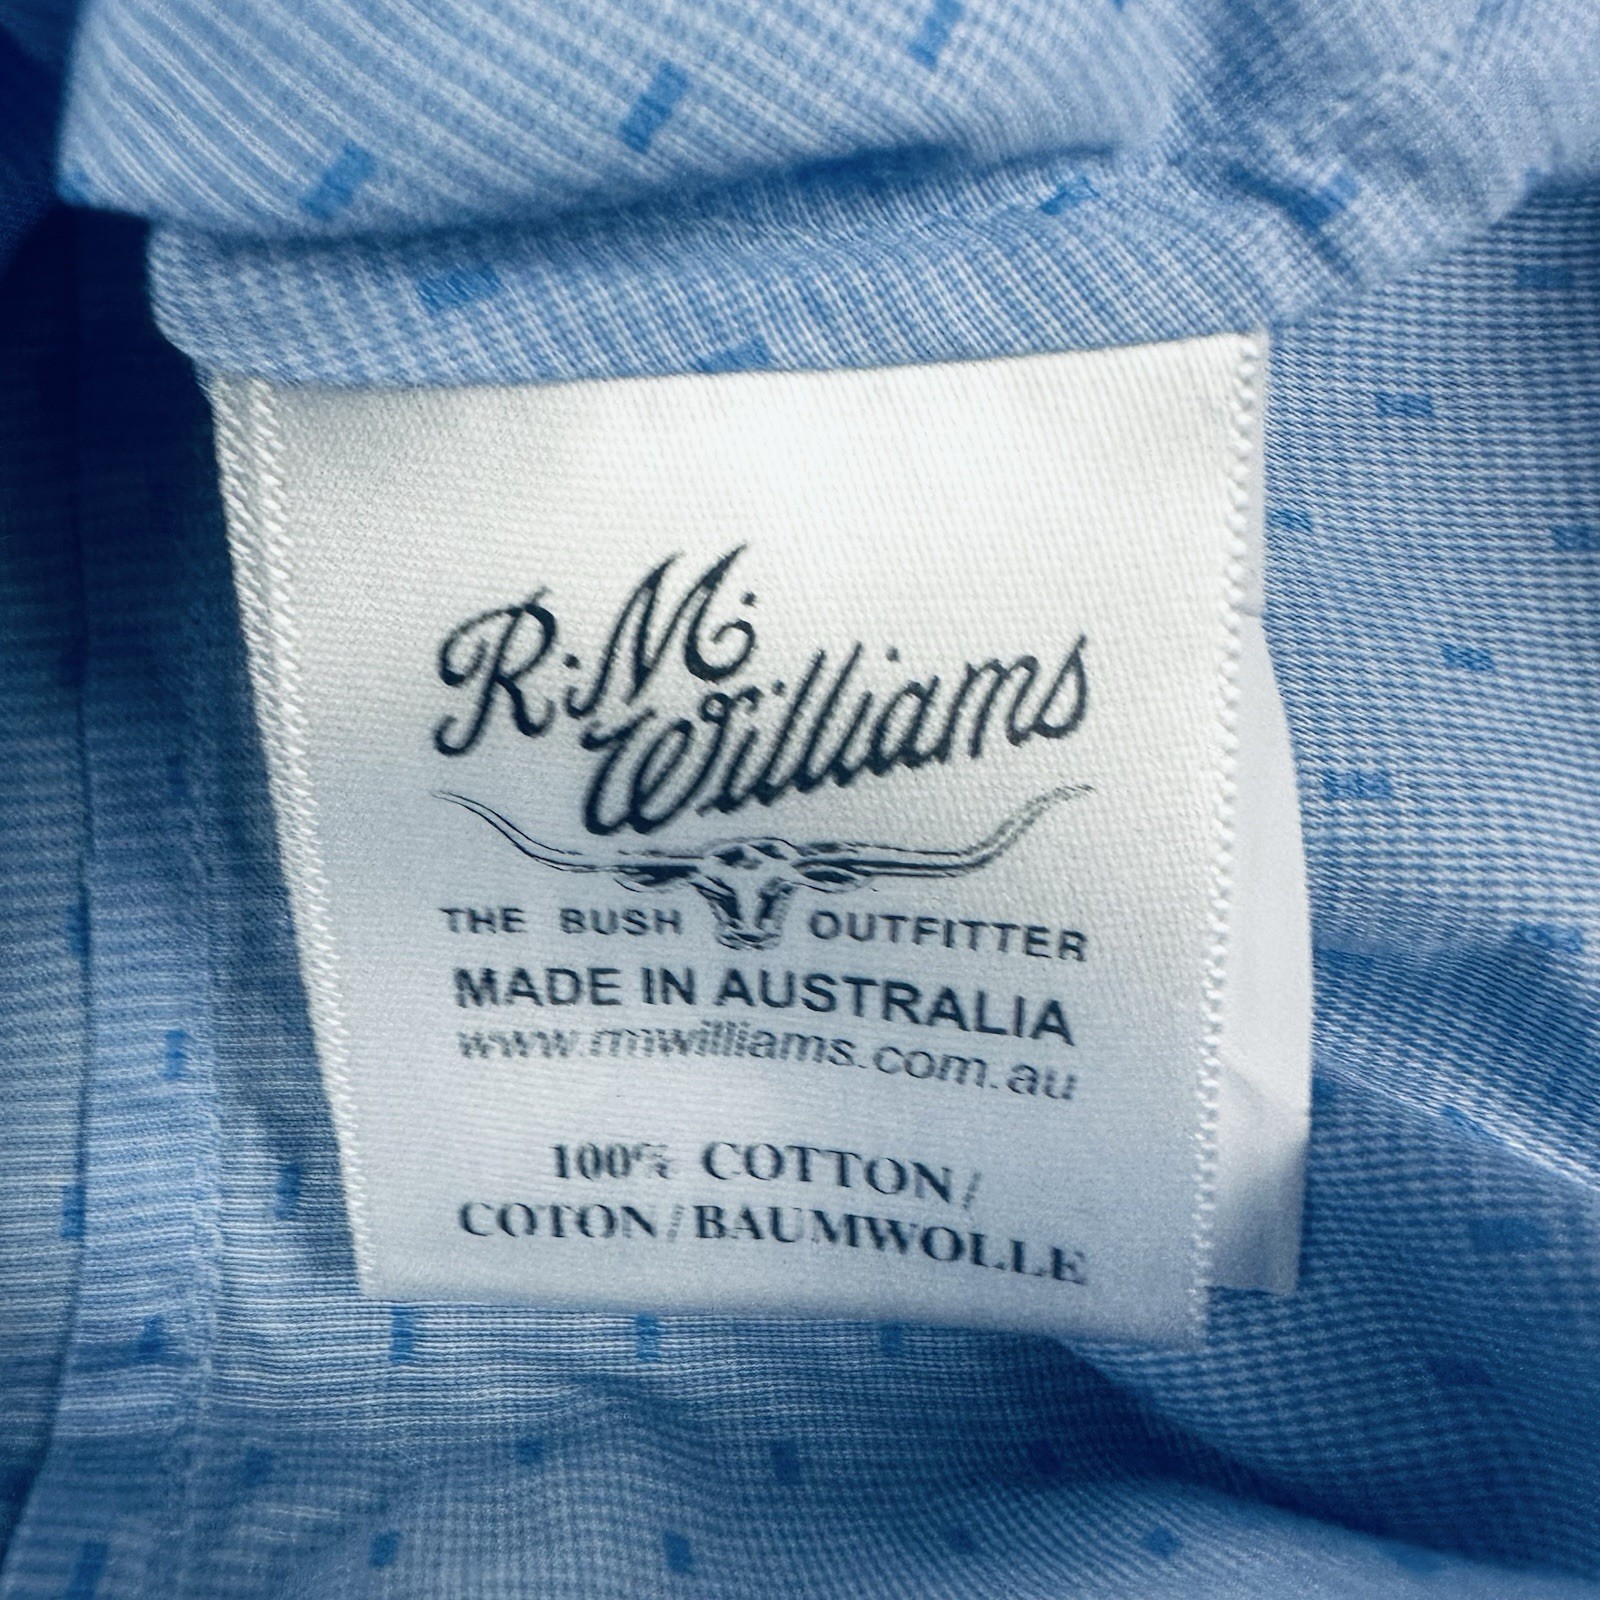 R.M.
Williams
THE BUSH OUTFITTER
MADE IN AUSTRALIA
www.rmwilliams.com.au
100% COTTON/
COTON/BAUMWOLLE